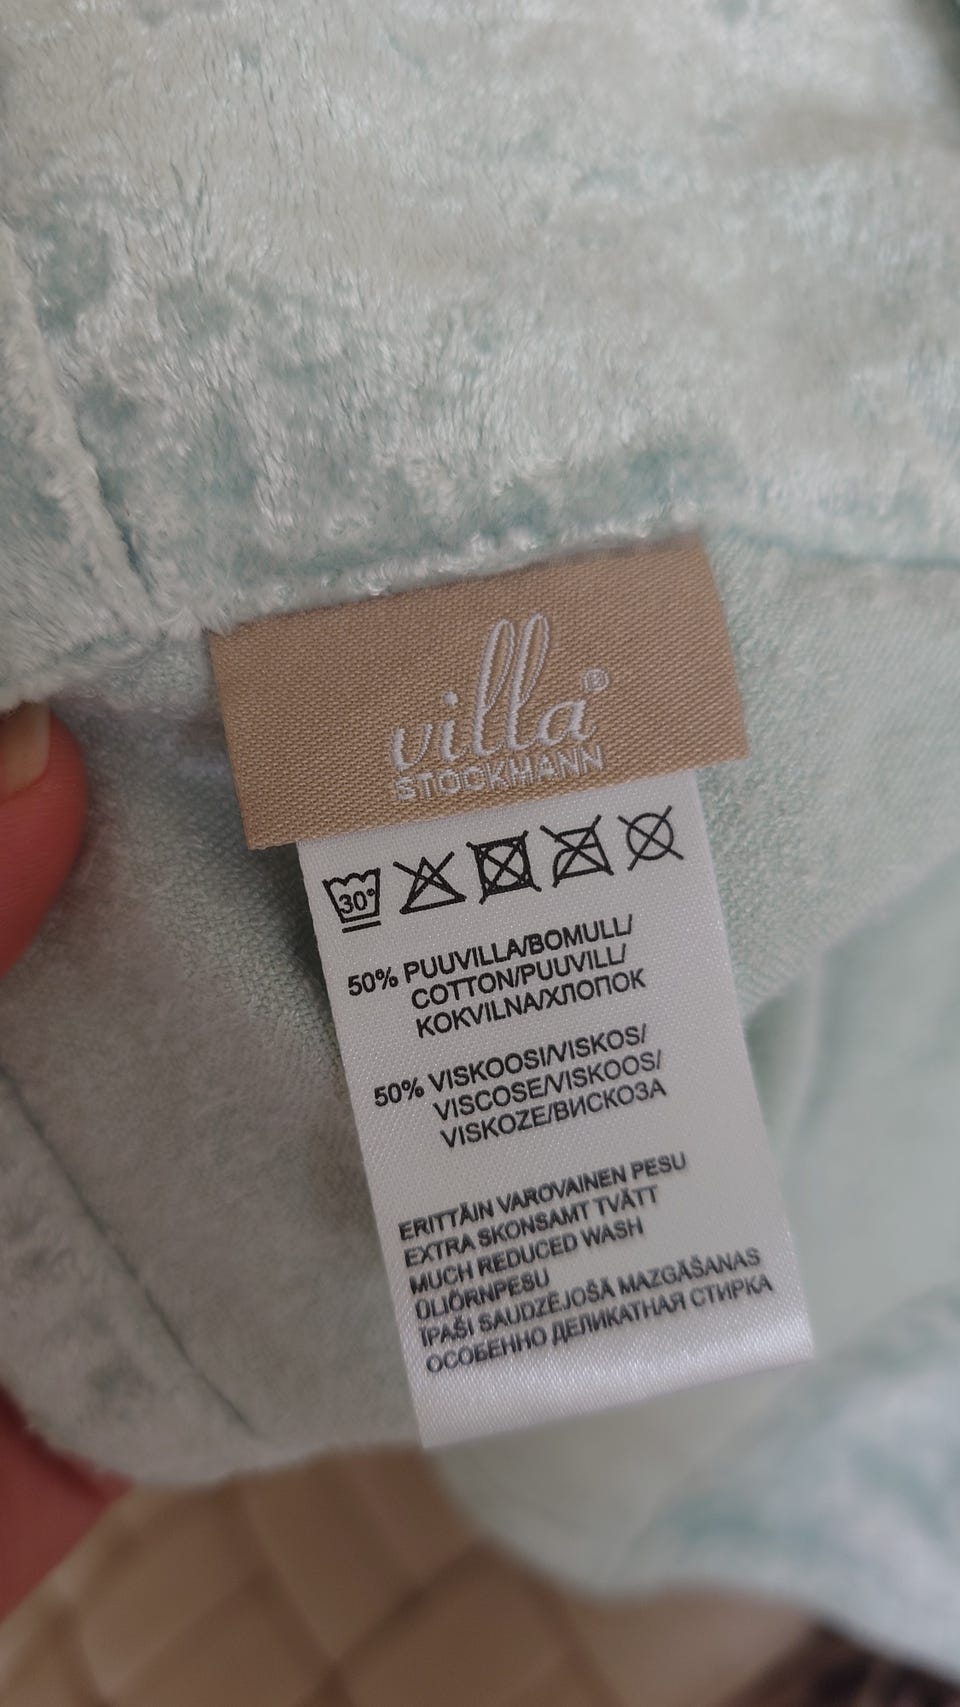 villa®
STOCKMANN
30°
50% PUUVILLA/BOMULL/
COTTON/PUUVILL/
KOKVILNA/ХЛОПОК
50% VISKOOSI/VISKOS/
VISCOSE/VISKOOS/
VISKOZE/ВИСКОЗА
ERITTÄIN VAROVAINEN PESU
EXTRA SKONSAMT TVÄTT
MUCH REDUCED WASH
ÜLIÕRNPESU
ĪPAŠI SAUDZĒJOŠĀ MAZGĀŠANAS
ОСОБЕННО ДЕЛИКАТНАЯ СТИРКА